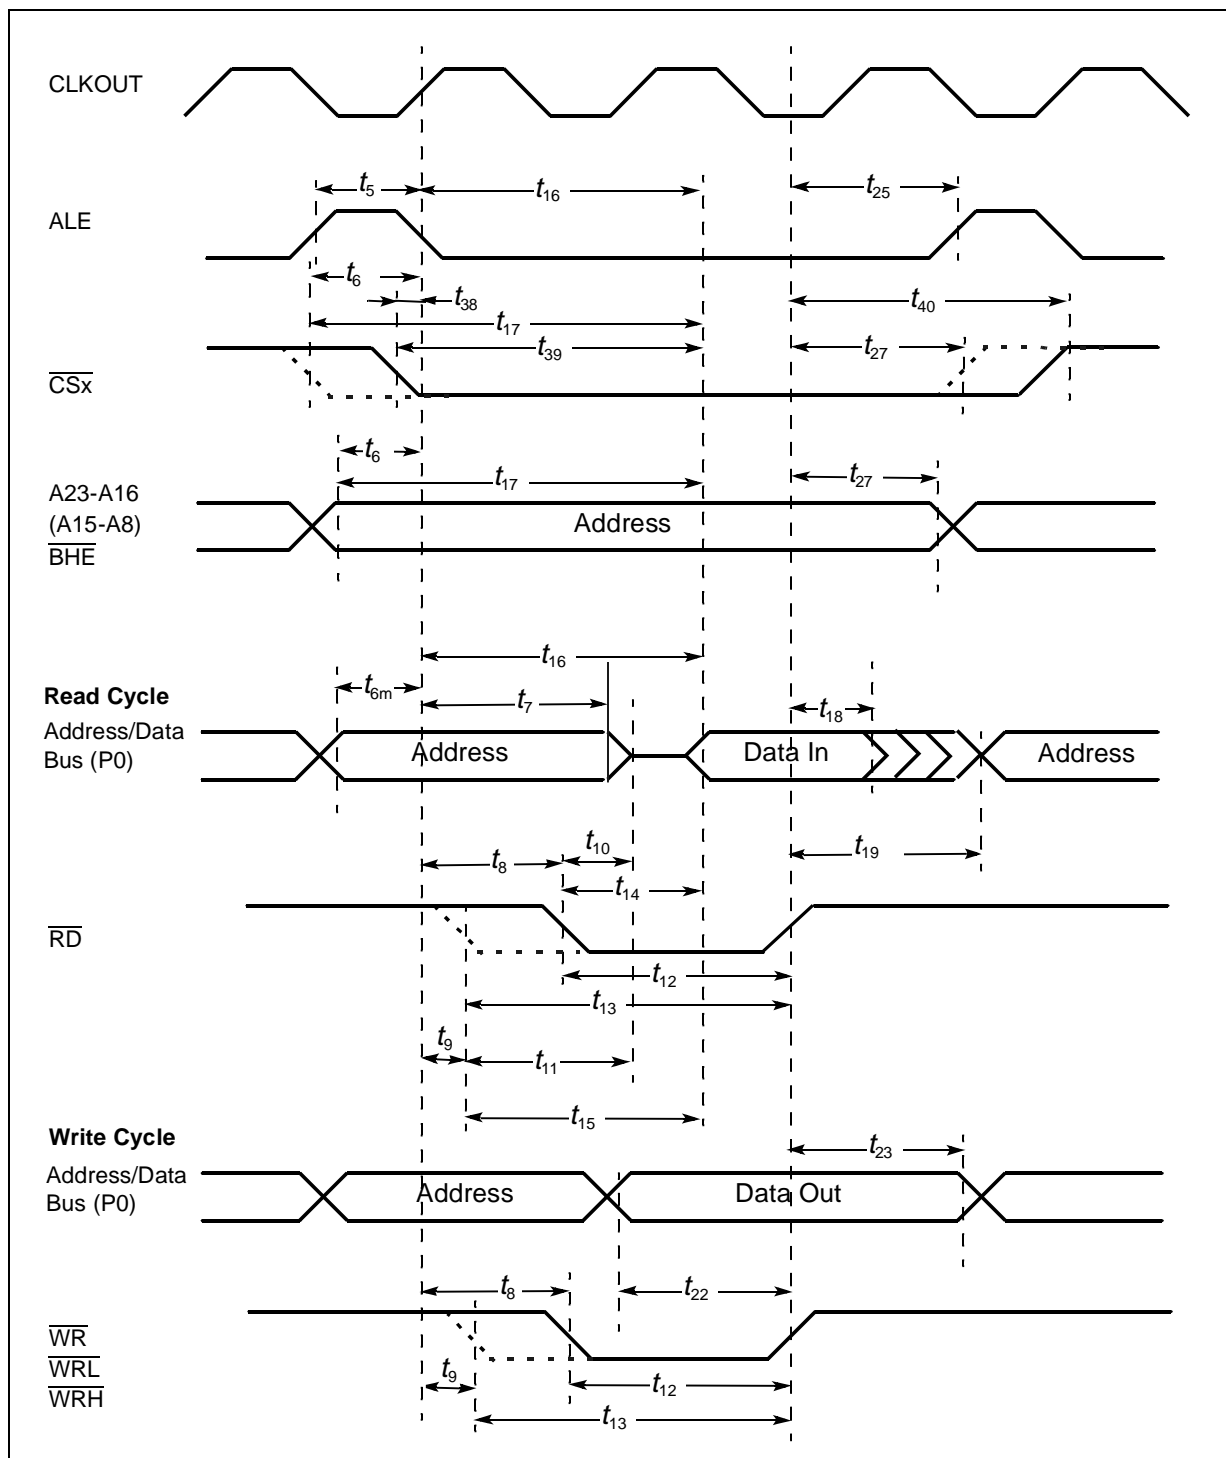 CLKOUT
t5 t16 t25
ALE
t6
t38 t40
t17
t39 t27
CSx
t6
t17 t27
A23-A16
(A15-A8) Address
BHE
t16
t6m
Read Cycle
t7 t18
Address/Data
Bus (P0) Address Data In Address
t10
t8 t19
t14
RD
t12
t13
t9
t11
t15
Write Cycle
t23
Address/Data
Bus (P0) Address Data Out
t8 t22
WR
WRL
WRH
t9 t12
t13